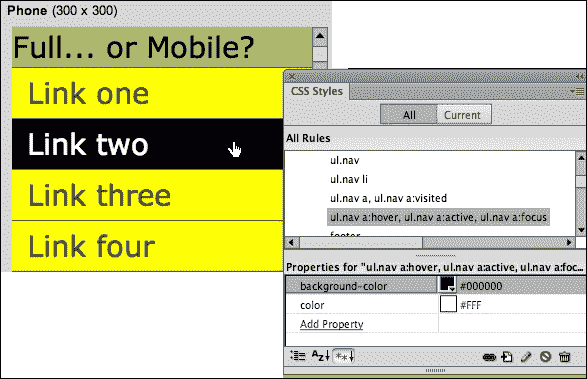 Phone (300 x 300)
Full... or Mobile?
Link one
Link two
Link three
Link four
CSS Styles
All
Current
All Rules
ul.nav
ul.nav li
ul.nav a, ul.nav a:visited
ul.nav a:hover, ul.nav a:active, ul.nav a:focus
footer
Properties for "ul.nav a:hover, ul.nav a:active, ul.nav a:foc...
background-color #000000
color #FFF
Add Property